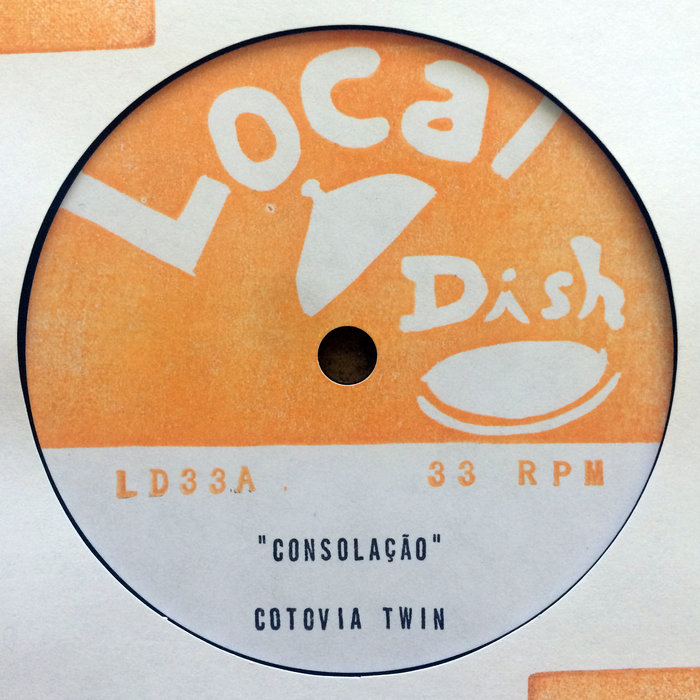 Local
Dish
LD33A. 33 RPM
"CONSOLAÇÃO"
COTOVIA TWIN